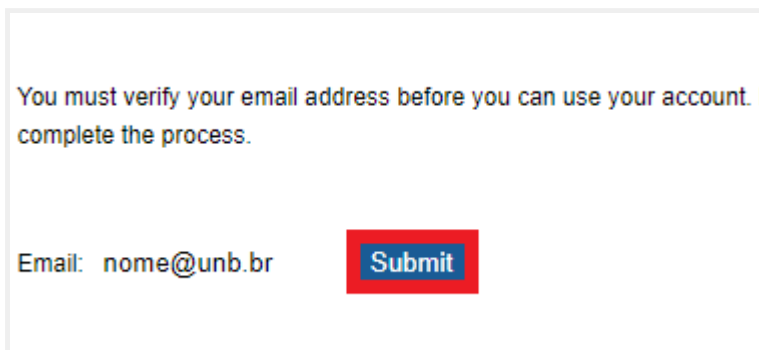 You must verify your email address before you can use your account.
complete the process.
Email: nome@unb.br Submit